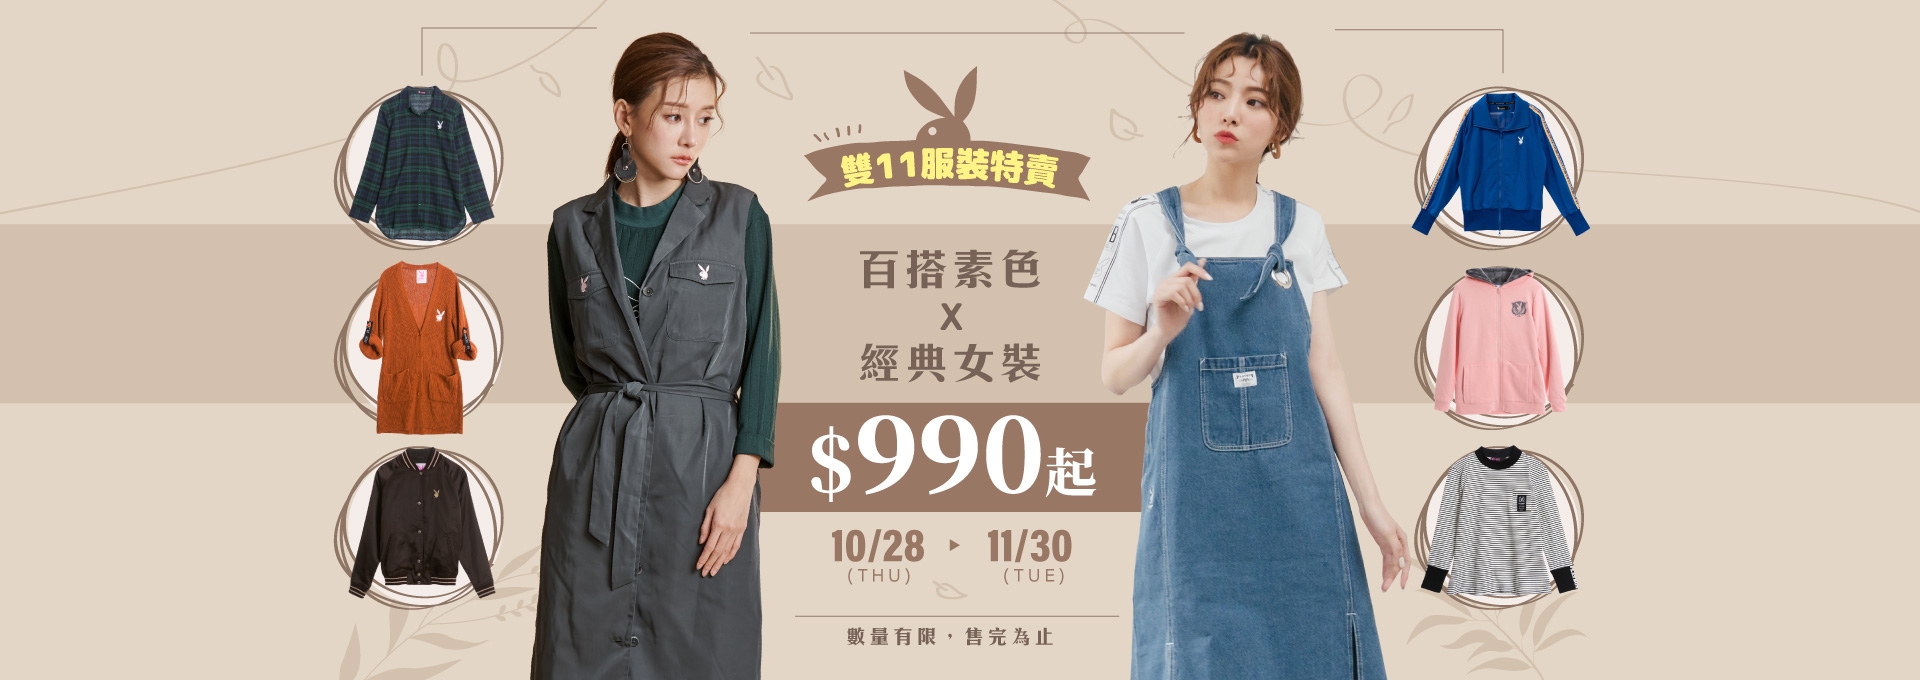 雙11服裝特賣
百搭素色
X
經典女裝
$990起
10/28 ▸ 11/30
(THU) (TUE)
數量有限，售完為止